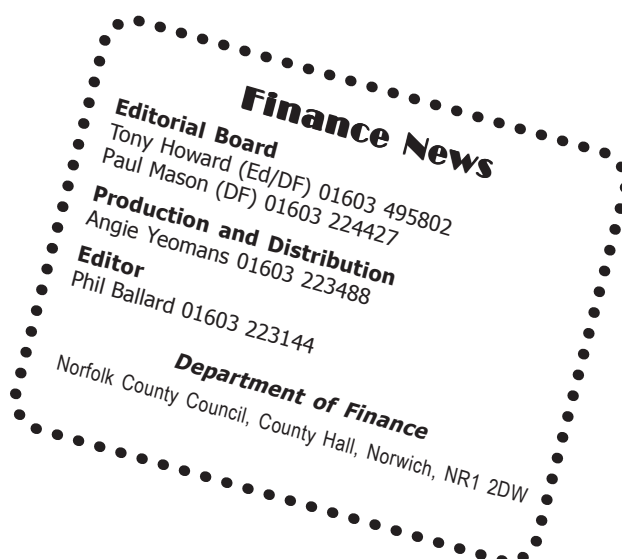 Finance News
Editorial Board
Tony Howard (Ed/DF) 01603 495802
Paul Mason (DF) 01603 224427
Production and Distribution
Angie Yeomans 01603 223488
Editor
Phil Ballard 01603 223144
Department of Finance
Norfolk County Council, County Hall, Norwich, NR1 2DW